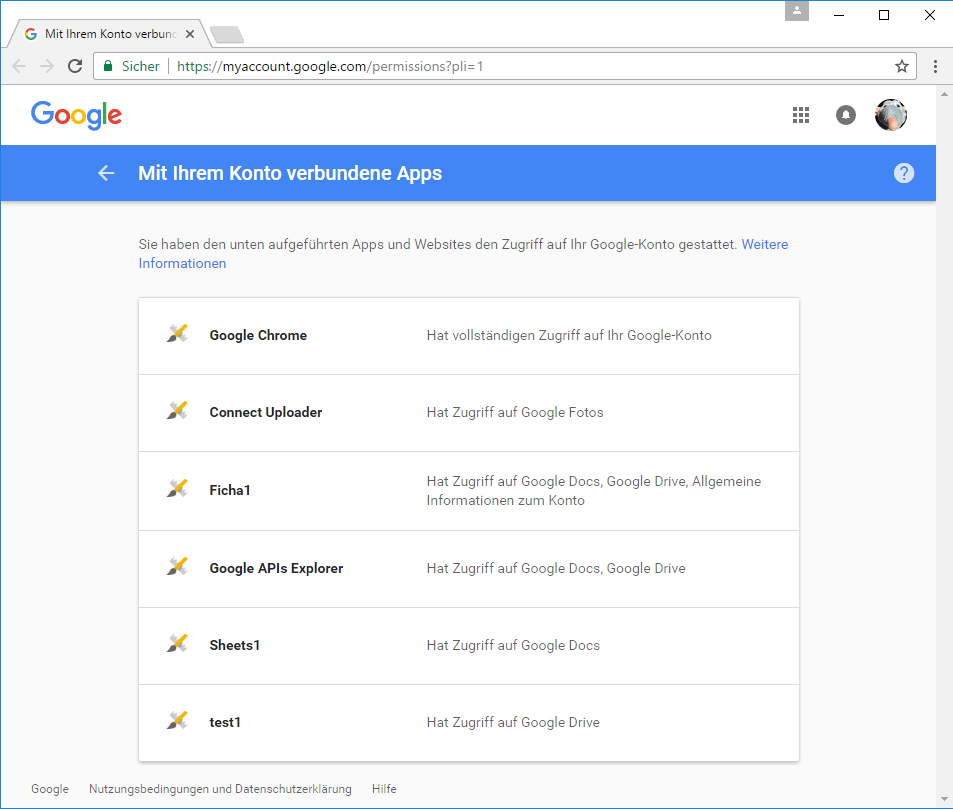 Mit Ihrem Konto verbund
Sicher https://myaccount.google.com/permissions?pli=1
Google
Mit Ihrem Konto verbundene Apps ?
Sie haben den unten aufgeführten Apps und Websites den Zugriff auf Ihr Google-Konto gestattet. Weitere
Informationen
Google Chrome Hat vollständigen Zugriff auf Ihr Google-Konto
Connect Uploader Hat Zugriff auf Google Fotos
Ficha1 Hat Zugriff auf Google Docs, Google Drive, Allgemeine
Informationen zum Konto
Google APIs Explorer Hat Zugriff auf Google Docs, Google Drive
Sheets1 Hat Zugriff auf Google Docs
test1 Hat Zugriff auf Google Drive
Google Nutzungsbedingungen und Datenschutzerklärung Hilfe